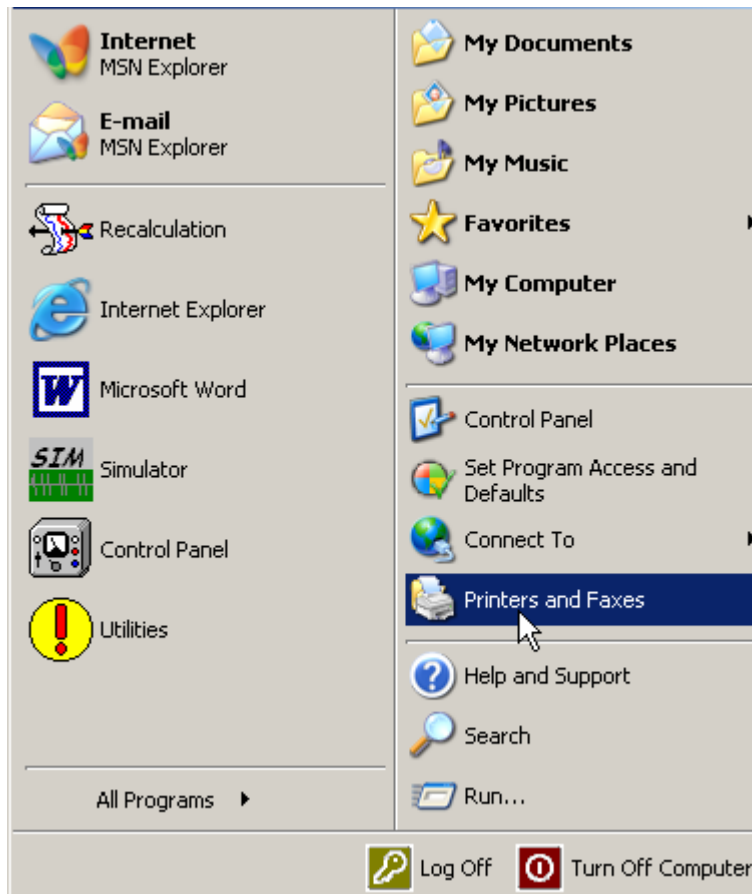 Internet
MSN Explorer
E-mail
MSN Explorer
Recalculation
Internet Explorer
W
Microsoft Word
SIM
Simulator
Control Panel
Utilities
All Programs
My Documents
My Pictures
My Music
Favorites
My Computer
My Network Places
Control Panel
Set Program Access and
Defaults
Connect To
Printers and Faxes
Help and Support
Search
Run...
Log Off
Turn Off Computer